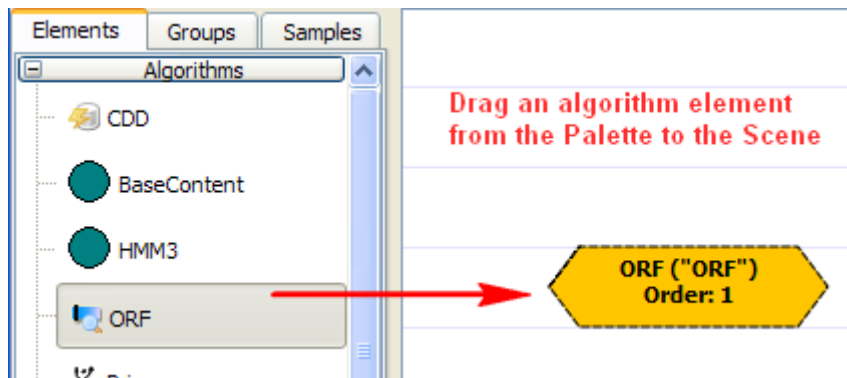 Elements Groups Samples
Algorithms
CDD
BaseContent
HMM3
ORF
Drag an algorithm element
from the Palette to the Scene
ORF ("ORF")
Order: 1